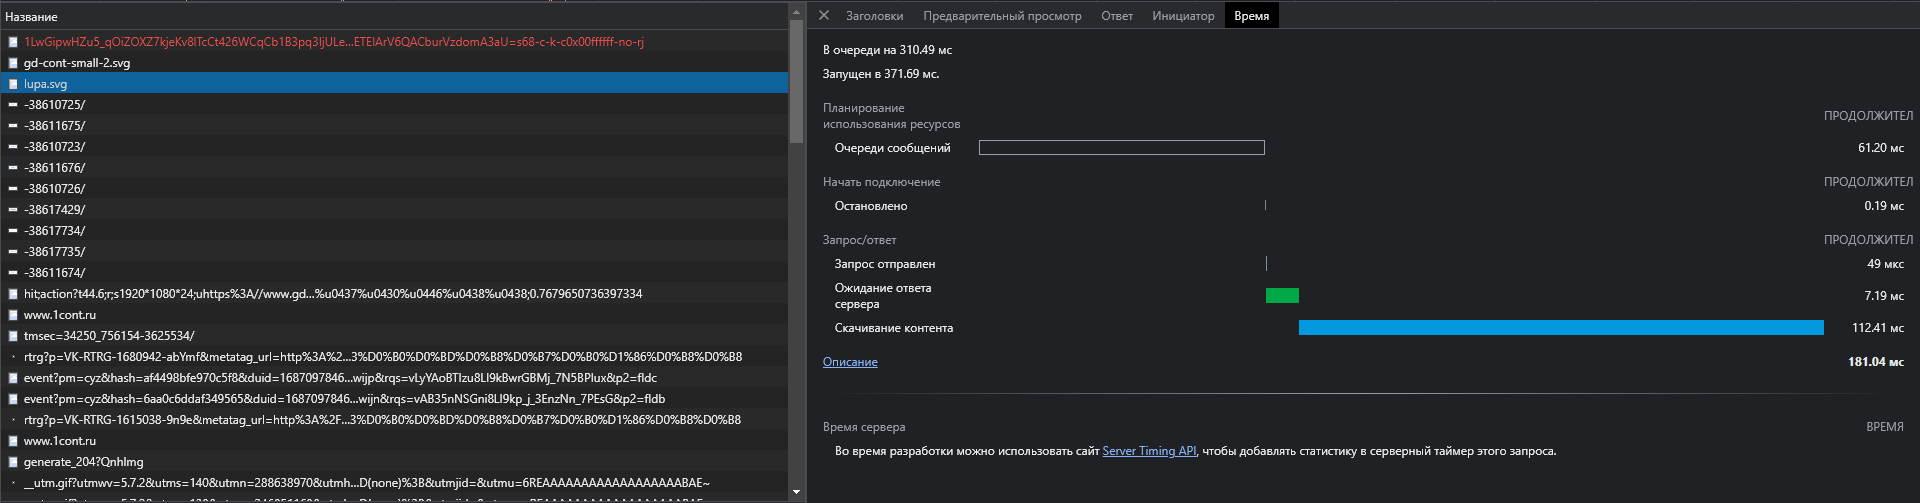 Название
1LwGipwHZu5_qOiZOXZ7kjeKv8lTcCt426WCqCb1B3pq3IjULe...ETElArV6QACburVzdomA3aU=s68-c-k-c0x00ffffff-no-rj
gd-cont-small-2.svg
lupa.svg
-38610725/
-38611675/
-38610723/
-38611676/
-38610726/
-38617429/
-38617734/
-38617735/
-38611674/
hit;action?t44.6;r;s1920*1080*24;uhttps%3A//www.gd...%u0437%u0430%u0446%u0438%u0438;0.7679650736397334
www.1cont.ru
tmsec=34250_756154-3625534/
rtrg?p=VK-RTRG-1680942-abYmf&metatag_url=http%3A%2...3%D0%B0%D0%BD%D0%B8%D0%B7%D0%B0%D1%86%D0%B8%D0%B8
event?pm=cyz&hash=af4498bfe970c5f8&duid=1687097846...wijp&rqs=vLyYAoBTIzu8LI9kBwrGBMj_7N5BPlux&p2=fldc
event?pm=cyz&hash=6aa0c6ddaf349565&duid=1687097846...wijn&rqs=vAB35nNSGni8LI9kp_j_3EnzNn_7PEsG&p2=fldb
rtrg?p=VK-RTRG-1615038-9n9e&metatag_url=http%3A%2F...3%D0%B0%D0%BD%D0%B8%D0%B7%D0%B0%D1%86%D0%B8%D0%B8
www.1cont.ru
generate_204?QnhImg
__utm.gif?utmwv=5.7.2&utms=140&utmn=288638970&utmh...D(none)%3B&utmjid=&utmu=6REAAAAAAAAAAAAAAAAAABAE~
Заголовки Предварительный просмотр Ответ Инициатор Время
В очереди на 310.49 мс
Запущен в 371.69 мс.
Планирование
использования ресурсов ПРОДОЛЖИТЕЛ
Очереди сообщений 61.20 мс
Начать подключение ПРОДОЛЖИТЕЛ
Остановлено 0.19 мс
Запрос/ответ ПРОДОЛЖИТЕЛ
Запрос отправлен 49 мкс
Ожидание ответа
сервера 7.19 мс
Скачивание контента 112.41 мс
Описание 181.04 мс
Время сервера ВРЕМЯ
Во время разработки можно использовать сайт Server Timing API, чтобы добавлять статистику в серверный таймер этого запроса.